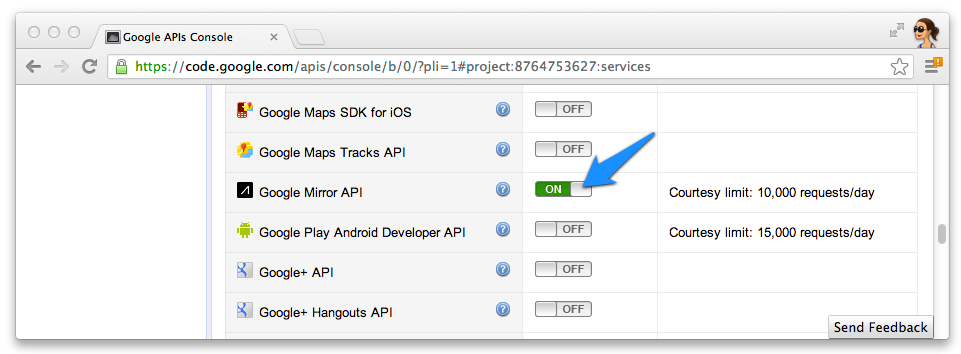 Google APIs Console
https://code.google.com/apis/console/b/0/?pli=1#project:8764753627:services
Google Maps SDK for iOS ? OFF
Google Maps Tracks API ? OFF
Google Mirror API ? ON Courtesy limit: 10,000 requests/day
Google Play Android Developer API ? OFF Courtesy limit: 15,000 requests/day
Google+ API ? OFF
Google+ Hangouts API ? OFF
Send Feedback